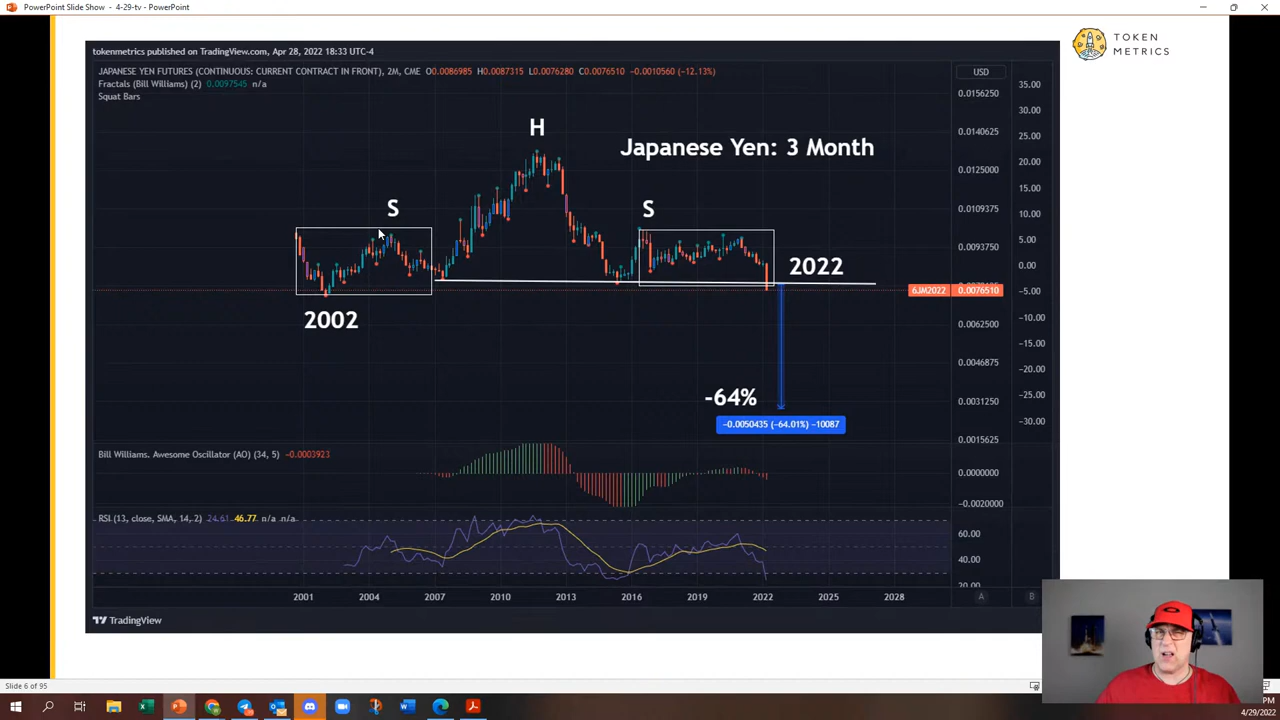 PowerPoint Slide Show - 4-29-tv - PowerPoint
TOKEN
METRICS
tokenmetrics published on TradingView.com, Apr 28, 2022 18:33 UTC-4
JAPANESE YEN FUTURES (CONTINUOUS: CURRENT CONTRACT IN FRONT), 2M, CME O0.0086985 H0.0087315 L0.0076280 C0.0076510 −0.0010560 (−12.13%)
Fractals (Bill Williams) (2) 0.0097545 n/a
Squat Bars
USD
0.0156250
0.0140625
0.0125000
0.0109375
0.0093750
6JM2022 0.0076510
0.0062500
0.0046875
0.0031250
0.0015625
0.0000000
−0.0020000
60.00
40.00
20.00
35.00
30.00
25.00
20.00
15.00
10.00
5.00
0.00
−5.00
−10.00
−15.00
−20.00
−25.00
−30.00
H
Japanese Yen: 3 Month
S
S
2022
2002
-64%
−0.0050435 (−64.01%) −10087
Bill Williams. Awesome Oscillator (AO) (34, 5) −0.0003923
RSI (13, close, SMA, 14, 2) 24.61 46.77 n/a n/a
2001 2004 2007 2010 2013 2016 2019 2022 2025 2028 A B
TradingView
Slide 6 of 95
4/29/2022